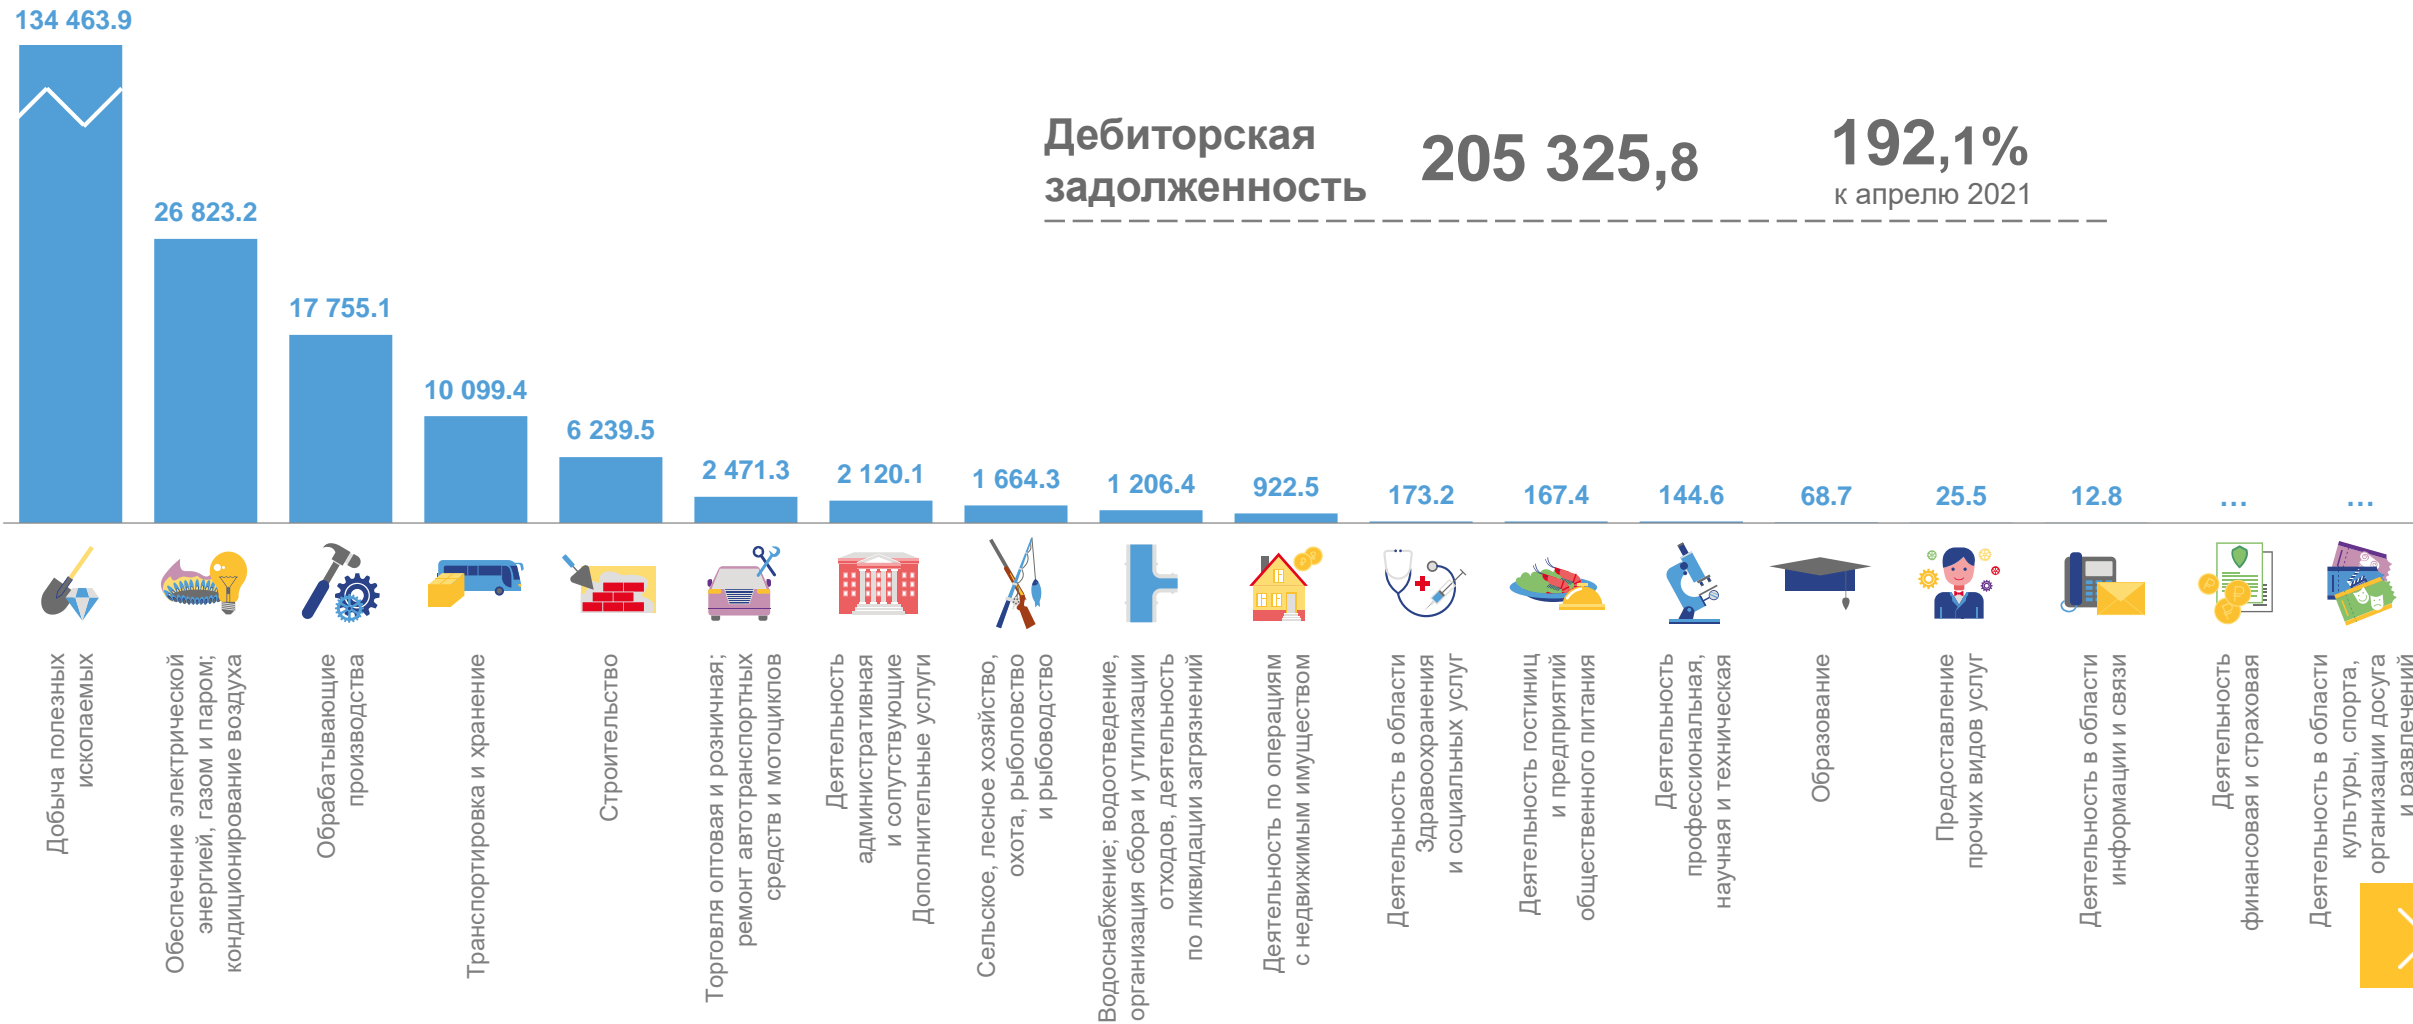 134 463.9
26 823.2
17 755.1
10 099.4
6 239.5
2 471.3
2 120.1
1 664.3
1 206.4
922.5
173.2
167.4
144.6
68.7
25.5
12.8
...
...
Дебиторская
задолженность
205 325,8
192,1%
к апрелю 2021
Добыча полезных
ископаемых
Обеспечение электрической
энергией, газом и паром;
кондиционирование воздуха
Обрабатывающие
производства
Транспортировка и хранение
Строительство
Торговля оптовая и розничная;
ремонт автотранспортных
средств и мотоциклов
Деятельность
административная
и сопутствующие
Дополнительные услуги
Сельское, лесное хозяйство,
охота, рыболовство
и рыбоводство
Водоснабжение; водоотведение,
организация сбора и утилизации
отходов, деятельность
по ликвидации загрязнений
Деятельность по операциям
с недвижимым имуществом
Деятельность в области
Здравоохранения
и социальных услуг
Деятельность гостиниц
и предприятий
общественного питания
Деятельность
профессиональная,
научная и техническая
Образование
Предоставление
прочих видов услуг
Деятельность в области
информации и связи
Деятельность
финансовая и страховая
Деятельность в области
культуры, спорта,
организации досуга
и развлечений